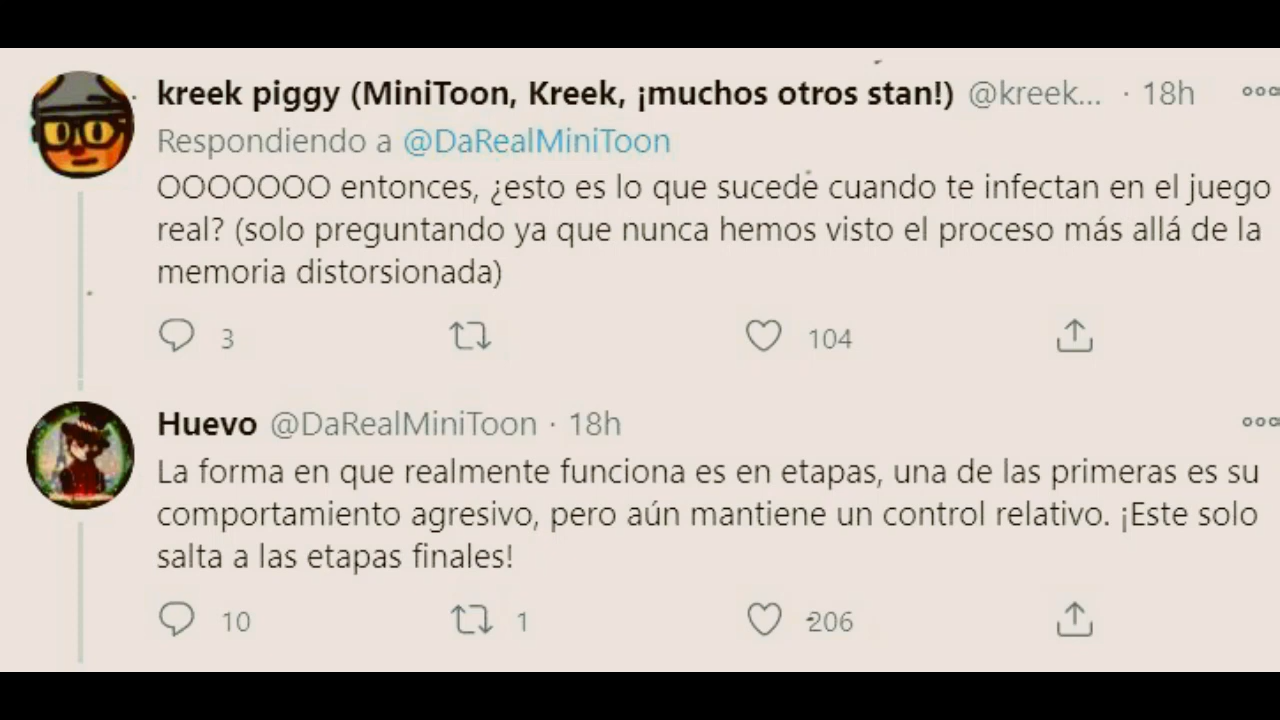 kreek piggy (MiniToon, Kreek, ¡muchos otros stan!) @kreek... · 18h
Respondiendo a @DaRealMiniToon
OOOOOOO entonces, ¿esto es lo que sucede cuando te infectan en el juego
real? (solo preguntando ya que nunca hemos visto el proceso más allá de la
memoria distorsionada)
3 104
Huevo @DaRealMiniToon · 18h
La forma en que realmente funciona es en etapas, una de las primeras es su
comportamiento agresivo, pero aún mantiene un control relativo. ¡Este solo
salta a las etapas finales!
10 1 206